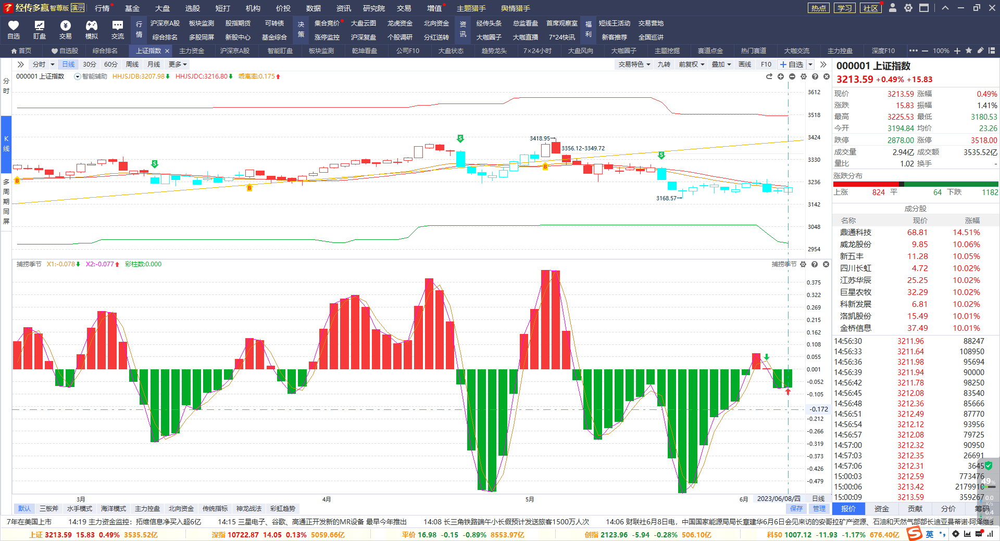 经传多赢 智尊版 演示 行情 基金 大盘 选股 短打 机构 价投 数据 资讯 研究院 交易 增值 主题猎手 舆情猎手 热点 学习 社区
自选 盯盘 交易 模拟 交流
行情 沪深京A股 板块监测 股指期货 可转债 决策 集合竞价 大盘云图 龙虎资金 北向资金 资讯 经传头条 总监看盘 首席观察室 福利 短线王活动 交易营地
综合排名 多股同屏 新股中心 基金综合 涨停监控 沪深复盘 个股调研 分红送转 大咖圈子 大咖直播 7*24快讯 新客推荐 全国巡讲
首页 自选股 综合排名 上证指数 × 主力资金 沪深京A股 智能盯盘 板块监测 乾坤看盘 公司F10 大盘状态 趋势龙头 7×24小时 大盘风向 大咖圈子 主题挖掘 赛道点金 热门赛道 大咖交流 主力控盘 深度F10 100%
分时 日线 30分 60分 周线 月线 更多 交易特色 九转 前复权 叠加 画线 F10 自选
分时
K线
多周期同屏
000001 上证指数 智能辅助 HHJSJDB:3207.98 HHJSJDC:3216.80 乖离率:0.175
3612
3518
3424
3330
3236
3142
3048
2954
3418.95
3356.12-3349.72
3168.57
S
S
S
B
B
B
捕捞季节 X1:-0.078 X2:-0.077 彩柱数:0.000 捕捞季节
0.375
0.322
0.269
0.215
0.162
0.108
0.055
0.001
-0.052
-0.105
-0.172
-0.212
-0.266
-0.319
-0.373
-0.426
-0.479
3月 4月 5月 6月 2023/06/08/四 日线
默认 三板斧 水手模式 海洋模式 主力控盘 北向资金 传统指标 神龙战法 彩虹趋势 保存 管理
000001 上证指数
3213.59 +0.49% +15.83
现价 3213.59 涨幅 0.49%
涨跌 15.83 振幅 1.41%
最高 3225.53 最低 3180.53
今开 3194.84 均价 23.26
跌停 2878.00 涨停 3518.00
成交量 2.94亿 成交额 3535.52亿
量比 1.02 换手 -
涨跌分布
上涨 824 平 64 下跌 1182
成分股
名称 现价 涨幅
鼎通科技 68.81 14.51%
威龙股份 9.85 10.06%
新五丰 11.28 10.05%
四川长虹 4.72 10.02%
江苏华辰 25.25 10.02%
巨星农牧 32.29 10.02%
科新发展 6.81 10.02%
洛凯股份 15.49 10.01%
金桥信息 37.49 10.01%
14:56:30 3211.96 88247
14:56:33 3211.64 108950
14:56:36 3211.98 95694
14:56:39 3211.94 90000
14:56:42 3211.78 98250
14:56:45 3212.08 83540
14:56:48 3212.36 85666
14:56:51 3212.49 87770
14:56:54 3212.12 93956
14:56:57 3212.08 79725
14:57:00 3212.32 90950
14:57:03 3212.35 26691
14:57:06 3212.31 3645
15:00:03 3212.59 773476
15:00:06 3213.42 2179910
15:00:09 3213.59 359267
49%
0.0
K/s
0.4
报价 资金 贡献 分价 筹码
7年在美国上市 14:19 主力资金监控：拓维信息净买入超6亿 14:15 三星电子、谷歌、高通正开发新的MR设备 最早今年推出 14:08 长三角铁路端午小长假预计发送旅客1500万人次 14:06 财联社6月8日电，中国国家能源局局长章建华6月6日会见来访的安哥拉矿产资源、石油和天然气部部长迪亚曼蒂诺·阿泽维多
上证 3213.59 15.83 0.49% 3535.52亿 深指 10722.87 14.05 0.13% 5059.66亿 平价 16.98 -0.15 -0.89% 8553.97亿 创指 2123.96 -5.94 -0.28% 506.10亿 科50 1007.12 -11.93 -1.17% 676.40亿 S 英